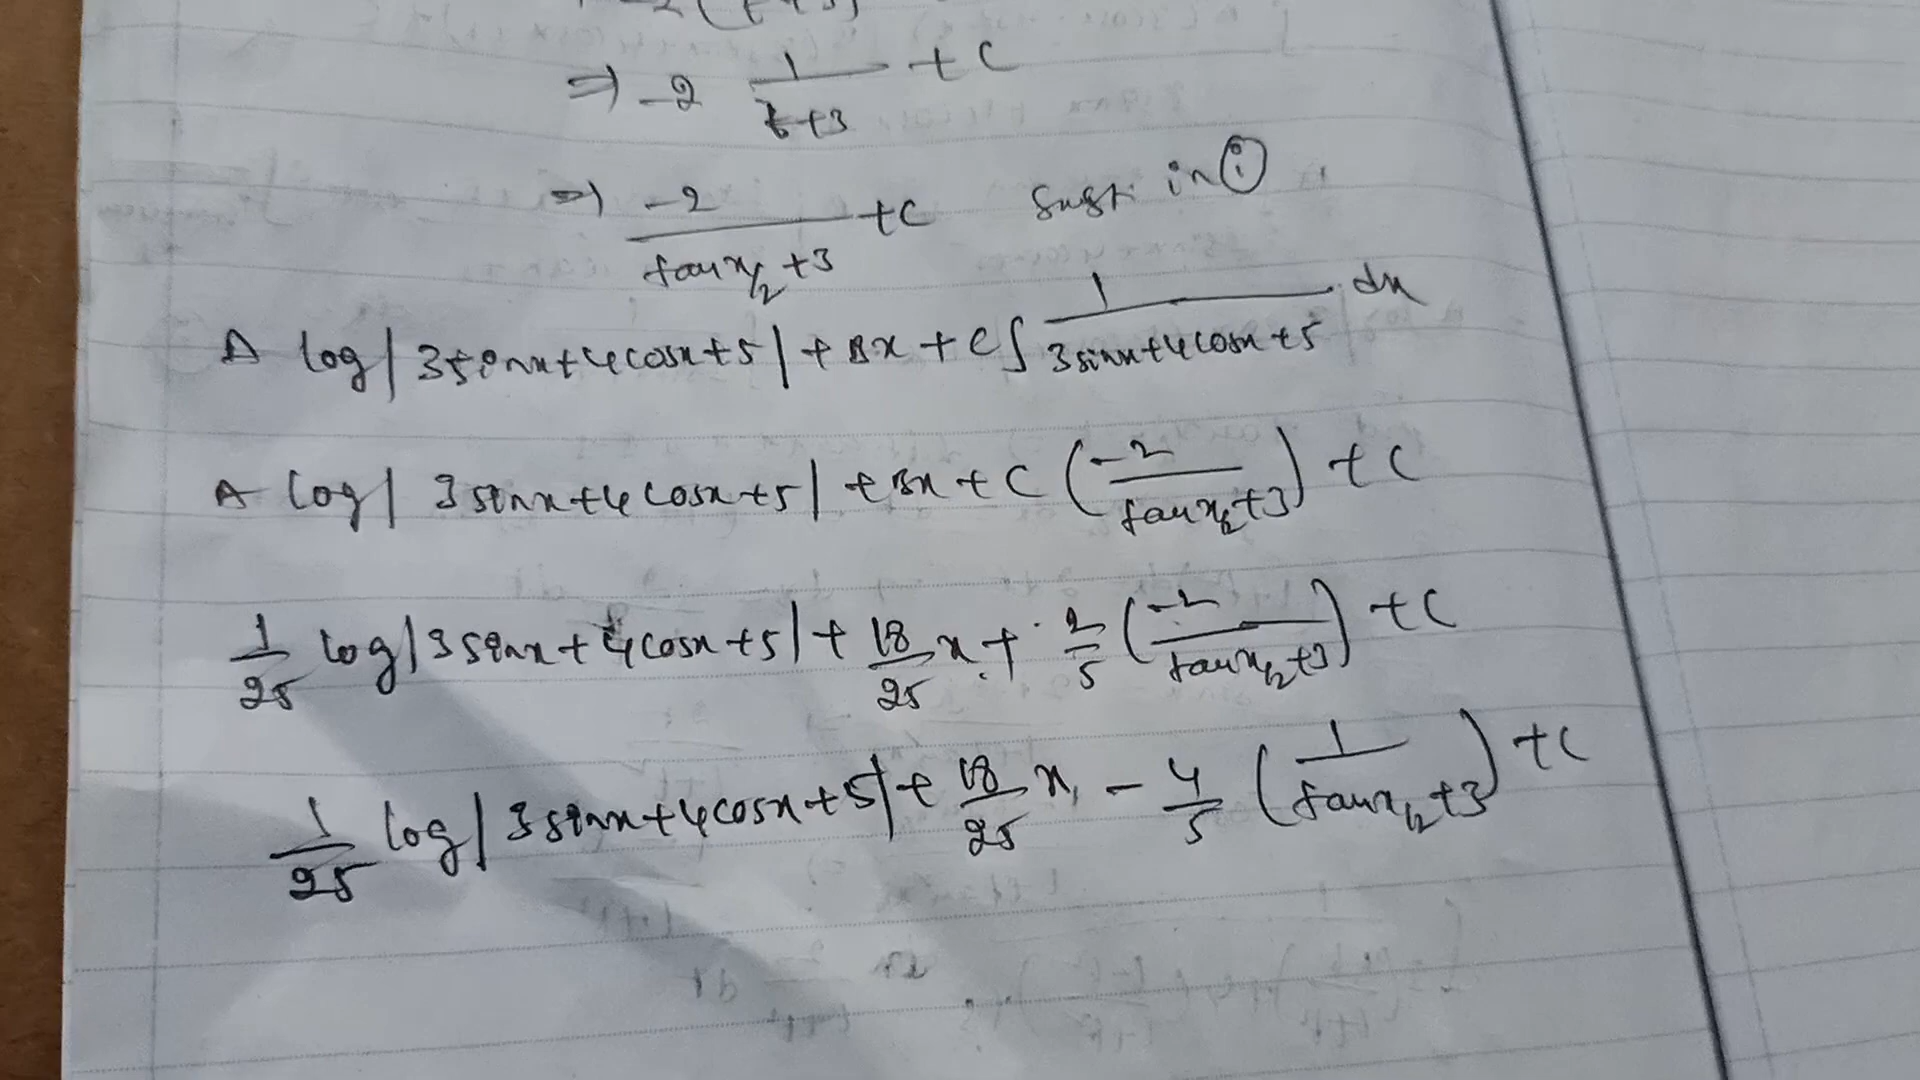 ⇒ -2 1/(t+3) + C
⇒ -2/(tan x/2 + 3) + C Susti in ①
A log|3sinx+4cosx+5| + Bx + C∫ 1/(3sinx+4cosx+5) dx
A log|3sinx+4cosx+5| + Bx + C (-2/(tan x/2 + 3)) + C
1/25 log|3sinx+4cosx+5| + 18/25 x + 2/5 (-2/(tan x/2 + 3)) + C
1/25 log|3sinx+4cosx+5| + 18/25 x - 4/5 (1/(tan x/2 + 3)) + C